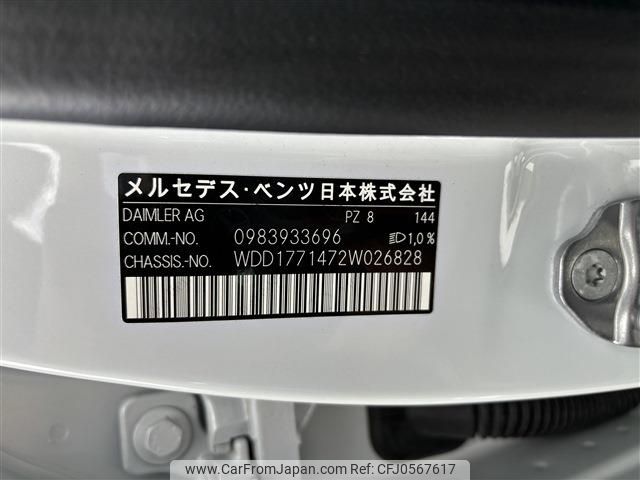 メルセデス・ベンツ日本株式会社
DAIMLER AG PZ 8 144
COMM.-NO. 0983933696 1,0%
CHASSIS.-NO. WDD1771472W026828
www.CarFromJapan.com
©CarFromJapan CFJ0567617